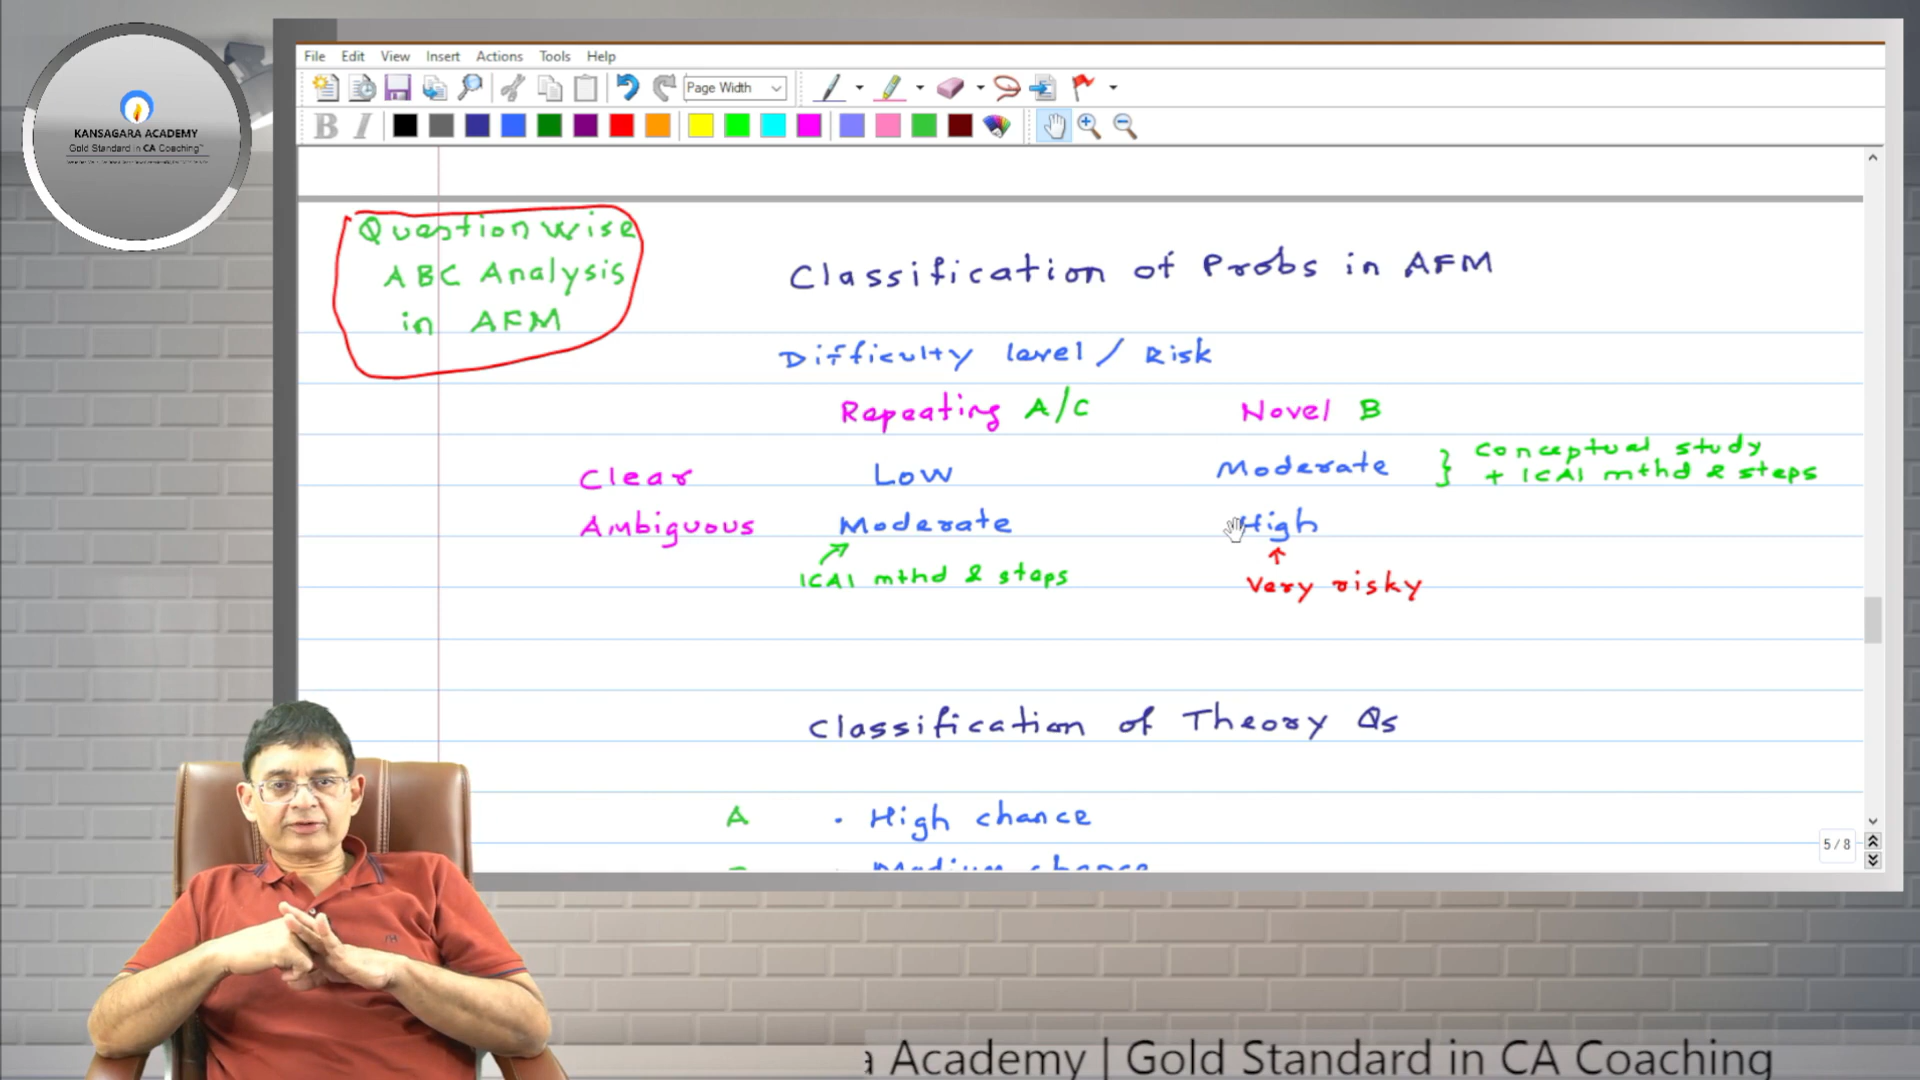 KANSAGARA ACADEMY
Gold Standard in CA Coaching™
File Edit View Insert Actions Tools Help
Page Width
B I
Question wise
ABC Analysis
in AFM
Classification of Probs in AFM
Difficulty level / Risk
Repeating A/C Novel B
Clear Low Moderate } Conceptual study
+ ICAI mthd & steps
Ambiguous Moderate High
ICAI mthd & steps Very risky
Classification of Theory Qs
A . High chance
. Medium chance
5 / 8
a Academy | Gold Standard in CA Coaching